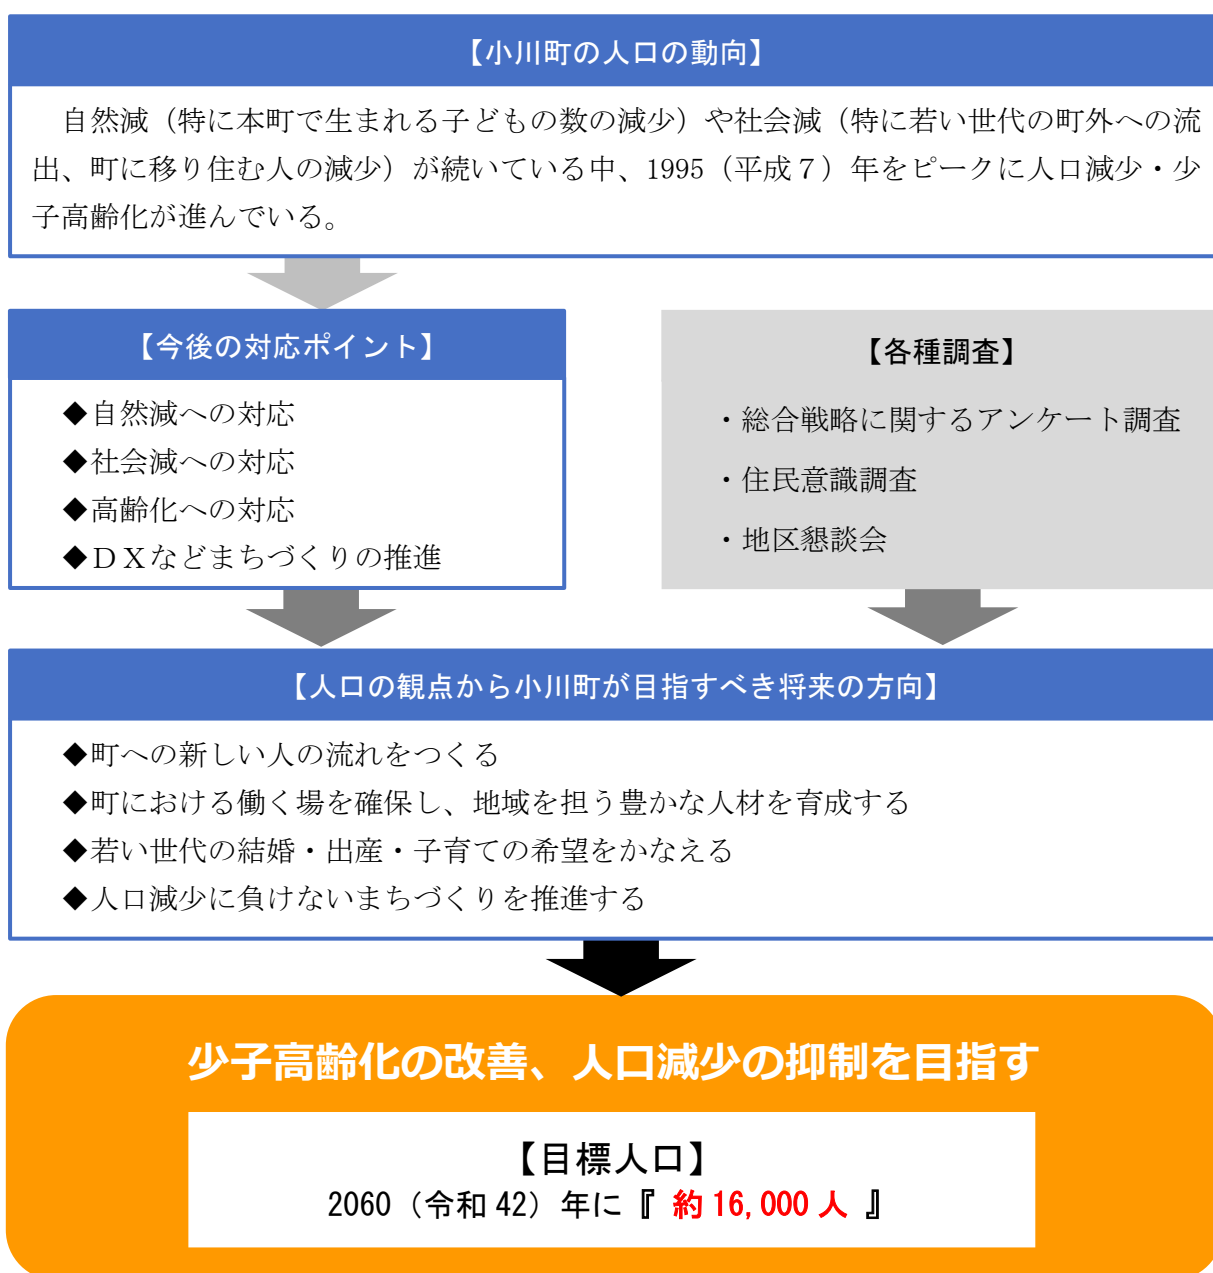 【小川町の人口の動向】
自然減（特に本町で生まれる子どもの数の減少）や社会減（特に若い世代の町外への流
出、町に移り住む人の減少）が続いている中、1995（平成７）年をピークに人口減少・少
子高齢化が進んでいる。
【今後の対応ポイント】
◆自然減への対応
◆社会減への対応
◆高齢化への対応
◆ＤＸなどまちづくりの推進
【各種調査】
・総合戦略に関するアンケート調査
・住民意識調査
・地区懇談会
【人口の観点から小川町が目指すべき将来の方向】
◆町への新しい人の流れをつくる
◆町における働く場を確保し、地域を担う豊かな人材を育成する
◆若い世代の結婚・出産・子育ての希望をかなえる
◆人口減少に負けないまちづくりを推進する
少子高齢化の改善、人口減少の抑制を目指す
【目標人口】
2060（令和 42）年に『 約 16,000 人 』